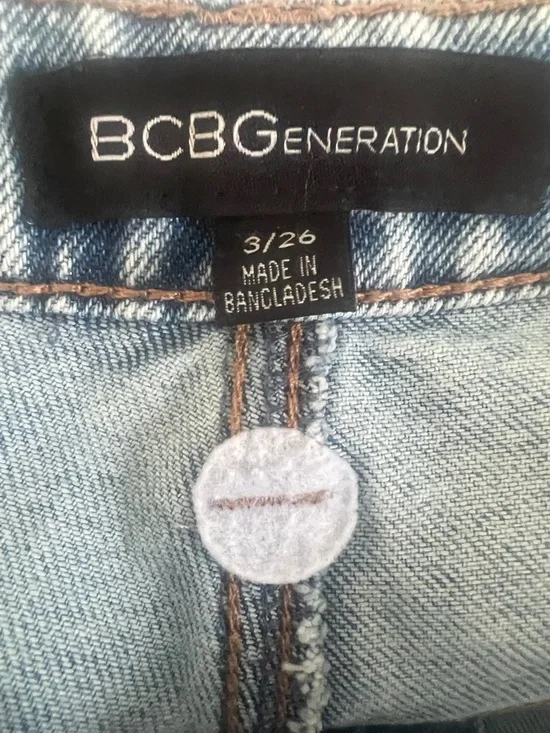 BCBGENERATION
3/26
MADE IN
BANGLADESH